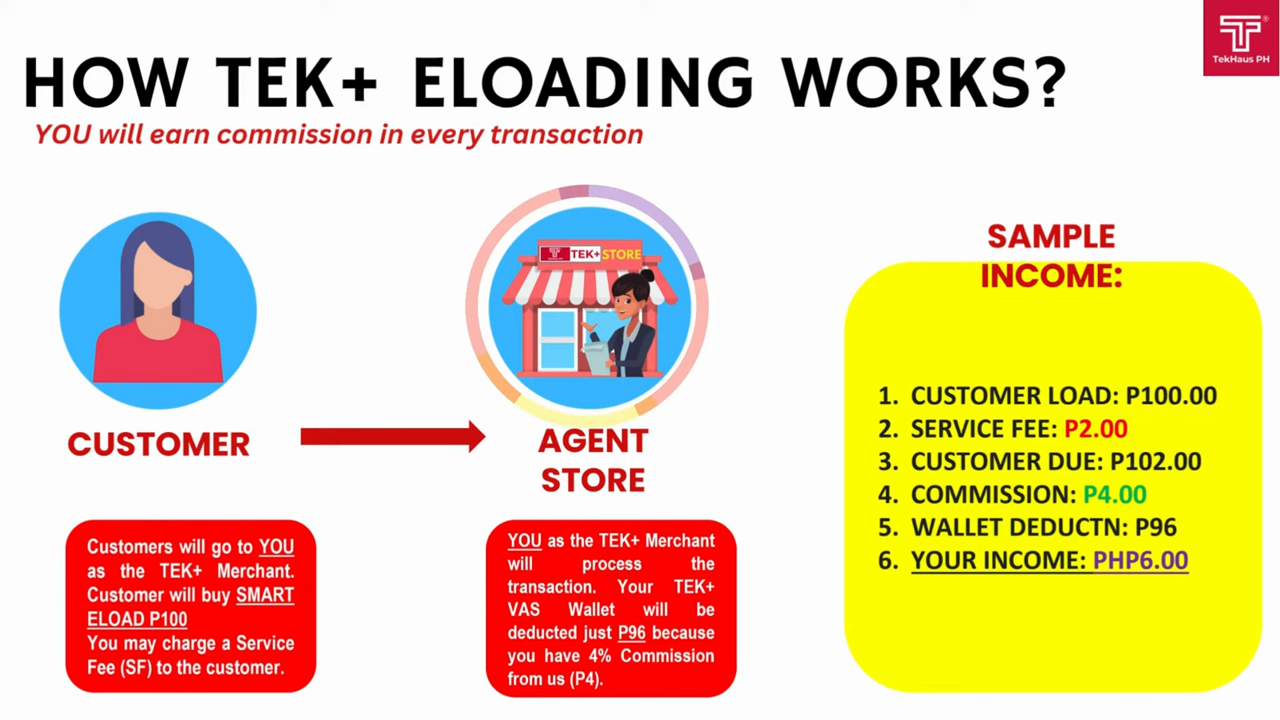 TekHaus PH
HOW TEK+ ELOADING WORKS?
YOU will earn commission in every transaction
TEK+ STORE
CUSTOMER
AGENT
STORE
Customers will go to YOU
as the TEK+ Merchant.
Customer will buy SMART
ELOAD P100
You may charge a Service
Fee (SF) to the customer.
YOU as the TEK+ Merchant
will process the
transaction. Your TEK+
VAS Wallet will be
deducted just P96 because
you have 4% Commission
from us (P4).
SAMPLE
INCOME:
1. CUSTOMER LOAD: P100.00
2. SERVICE FEE: P2.00
3. CUSTOMER DUE: P102.00
4. COMMISSION: P4.00
5. WALLET DEDUCTN: P96
6. YOUR INCOME: PHP6.00